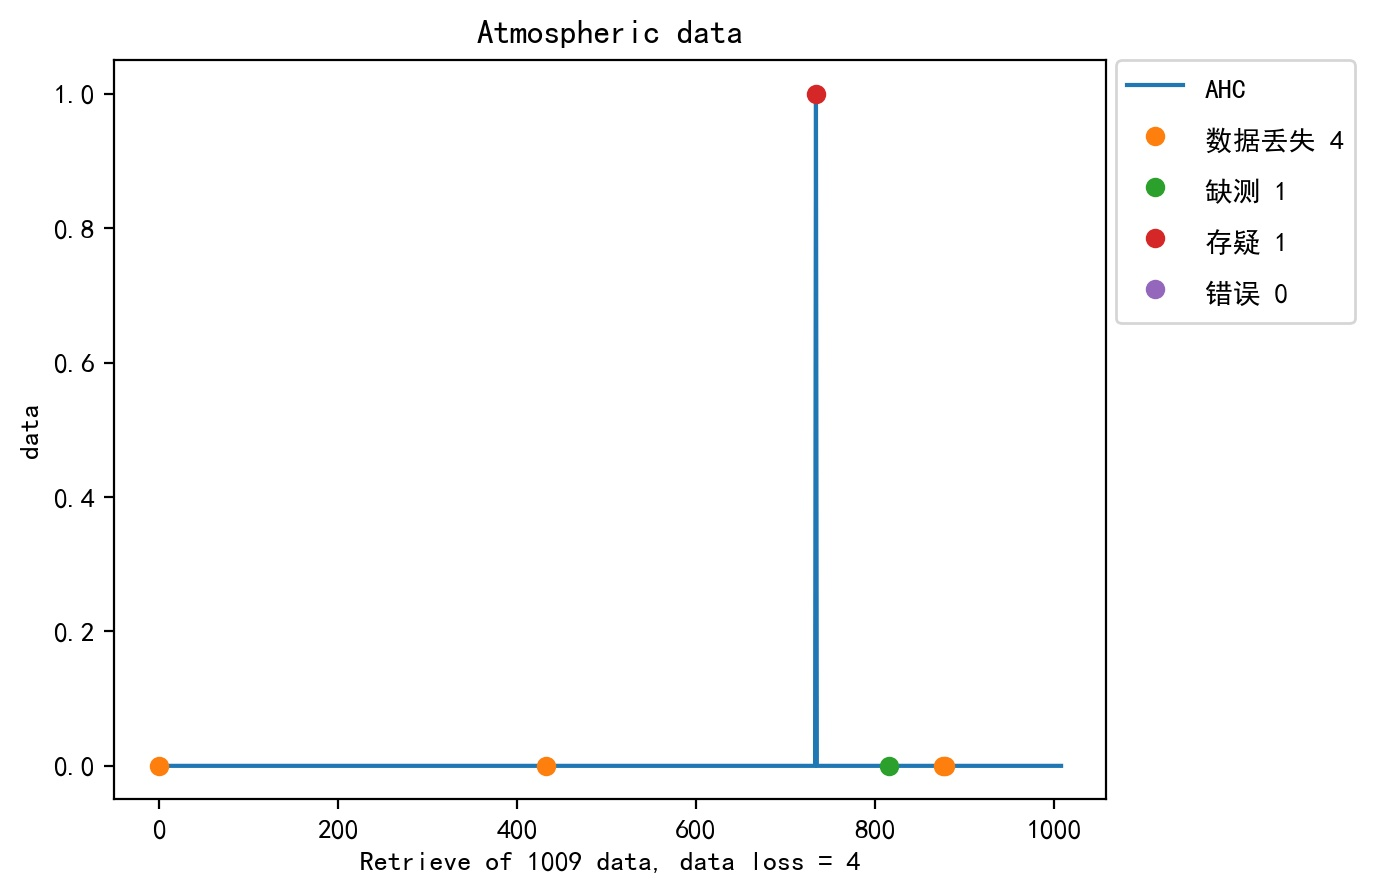 Atmospheric data
1.0
0.8
0.6
0.4
0.2
0.0
data
0 200 400 600 800 1000
Retrieve of 1009 data, data loss = 4
AHC
数据丢失 4
缺测 1
存疑 1
错误 0